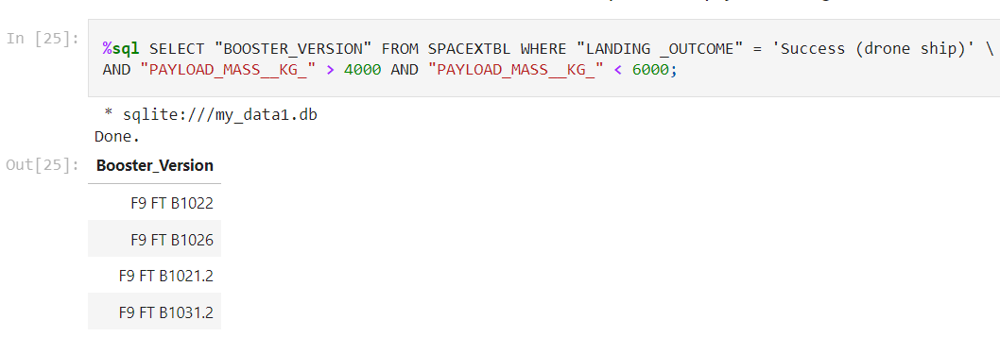 In [25]:
%sql SELECT "BOOSTER_VERSION" FROM SPACEXTBL WHERE "LANDING _OUTCOME" = 'Success (drone ship)' \
AND "PAYLOAD_MASS__KG_" > 4000 AND "PAYLOAD_MASS__KG_" < 6000;
* sqlite:///my_data1.db
Done.
Out[25]:
Booster_Version
F9 FT B1022
F9 FT B1026
F9 FT B1021.2
F9 FT B1031.2